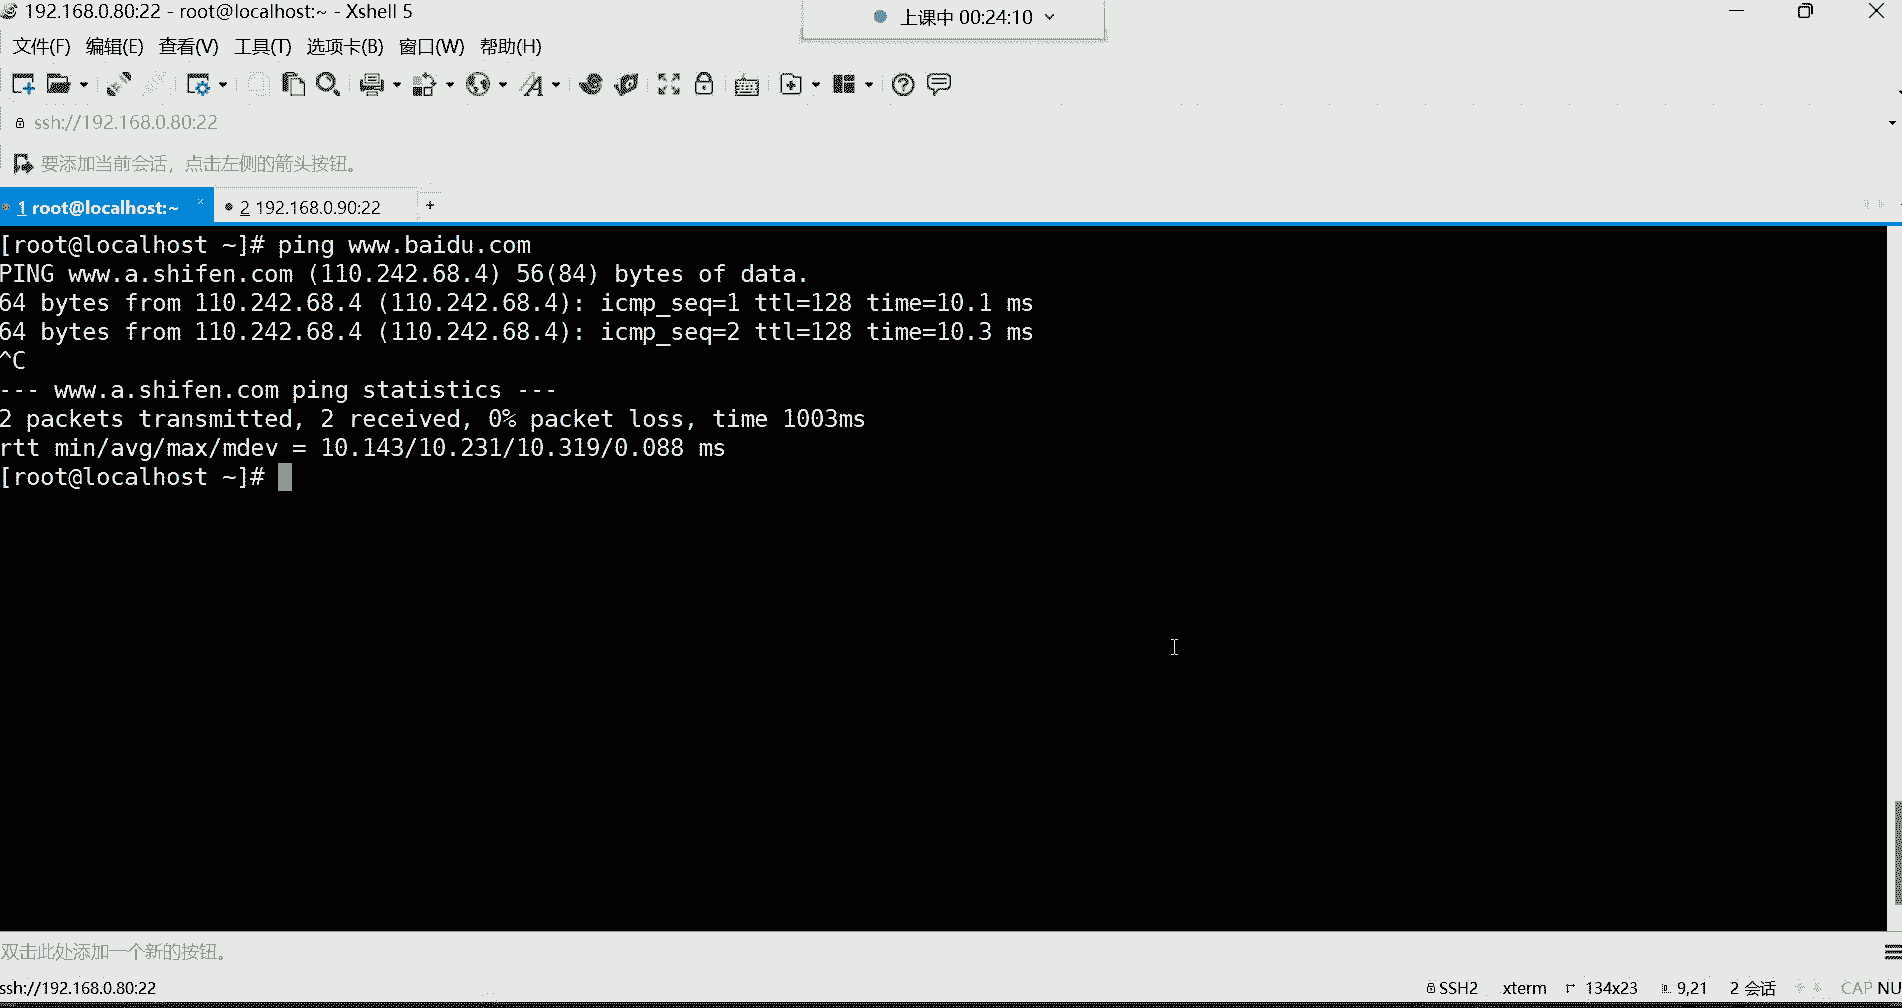 192.168.0.80:22 - root@localhost:~ - Xshell 5
上课中 00:24:10
文件(F) 编辑(E) 查看(V) 工具(T) 选项卡(B) 窗口(W) 帮助(H)
ssh://192.168.0.80:22
要添加当前会话，点击左侧的箭头按钮。
1 root@localhost:~ × 2 192.168.0.90:22 +
[root@localhost ~]# ping www.baidu.com
PING www.a.shifen.com (110.242.68.4) 56(84) bytes of data.
64 bytes from 110.242.68.4 (110.242.68.4): icmp_seq=1 ttl=128 time=10.1 ms
64 bytes from 110.242.68.4 (110.242.68.4): icmp_seq=2 ttl=128 time=10.3 ms
^C
--- www.a.shifen.com ping statistics ---
2 packets transmitted, 2 received, 0% packet loss, time 1003ms
rtt min/avg/max/mdev = 10.143/10.231/10.319/0.088 ms
[root@localhost ~]#
双击此处添加一个新的按钮。
ssh://192.168.0.80:22 SSH2 xterm 134x23 9,21 2 会话 CAP NU